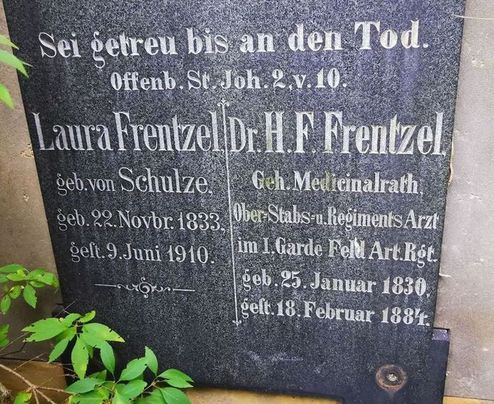 Sei getreu bis an den Tod.
Offenb. St. Joh. 2, v. 10.
Laura Frentzel,
geb. von Schulze.
geb. 22. Novbr. 1833.
gest. 9. Juni 1910.
Dr. H. F. Frentzel,
Geh. Medicinalrath,
Ober-Stabs- u. Regiments Arzt
im I. Garde Feld Art. Rgt.
geb. 25. Januar 1830,
gest. 18. Februar 1884.